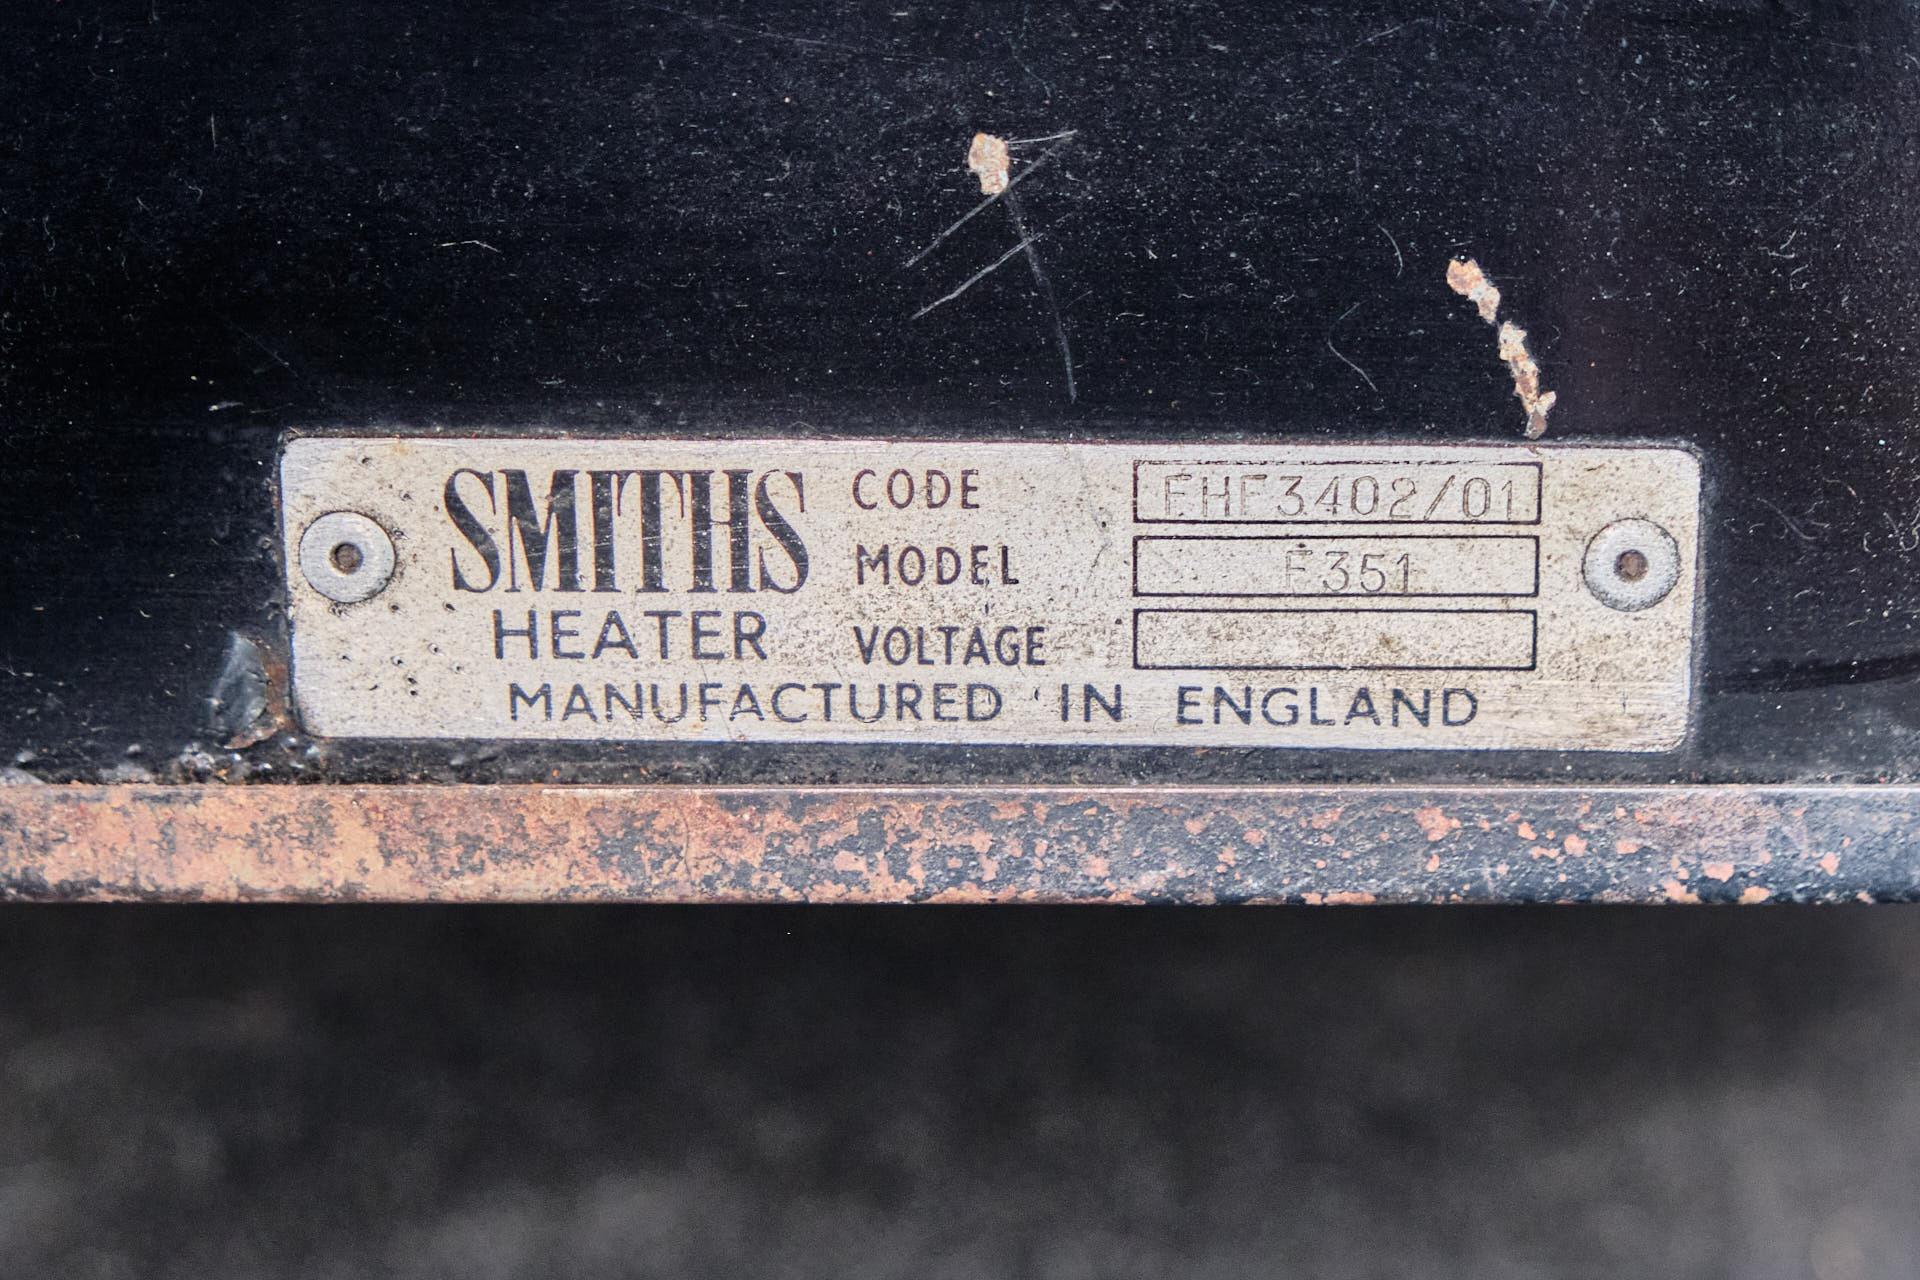 SMITHS
HEATER
CODE FHF3402/01
MODEL F351
VOLTAGE
MANUFACTURED IN ENGLAND